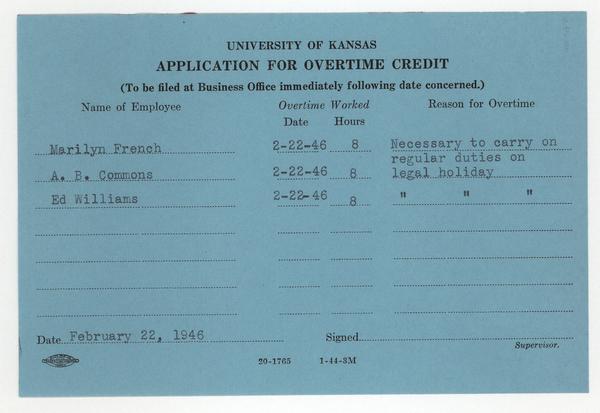 UNIVERSITY OF KANSAS
APPLICATION FOR OVERTIME CREDIT
(To be filed at Business Office immediately following date concerned.)
Name of Employee Overtime Worked Reason for Overtime
Date Hours
Marilyn French 2-22-46 8 Necessary to carry on
regular duties on
A. B. Commons 2-22-46 8 legal holiday
Ed Williams 2-22-46 8 " " "
Date February 22, 1946 Signed
Supervisor.
20-1765 1-44-3M